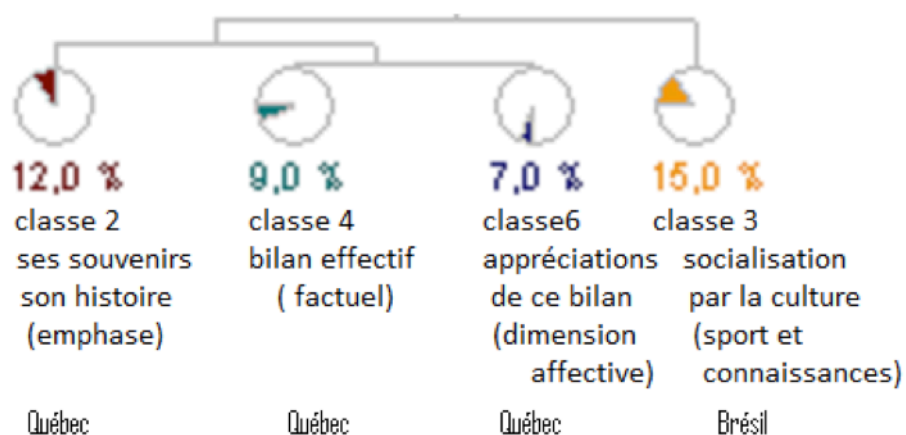 12,0 % 9,0 % 7,0 % 15,0 %
classe 2 classe 4 classe6 classe 3
ses souvenirs bilan effectif appréciations socialisation
son histoire ( factuel) de ce bilan par la culture
(emphase) (dimension (sport et
affective) connaissances)
Québec Québec Québec Brésil